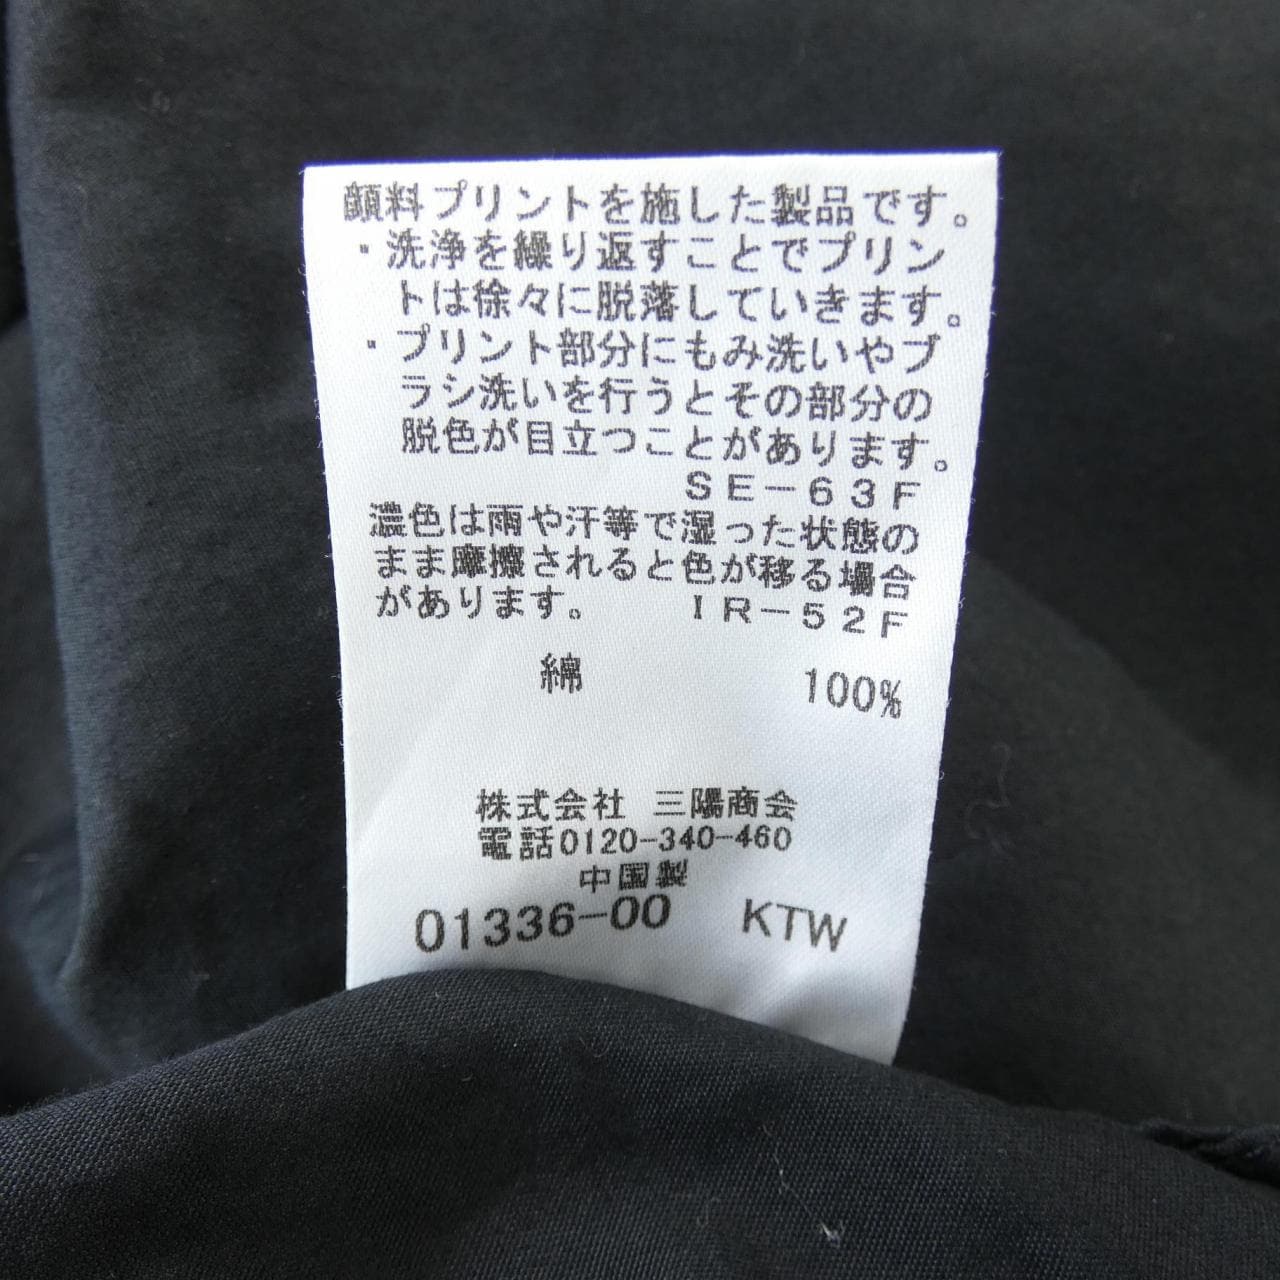 顔料プリントを施した製品です。
・洗浄を繰り返すことでプリン
トは徐々に脱落していきます。
・プリント部分にもみ洗いやブ
ラシ洗いを行うとその部分の
脱色が目立つことがあります。
SE-63F
濃色は雨や汗等で湿った状態の
まま摩擦されると色が移る場合
があります。 IR-52F
綿 100%
株式会社 三陽商会
電話0120-340-460
中国製
01336-00 KTW